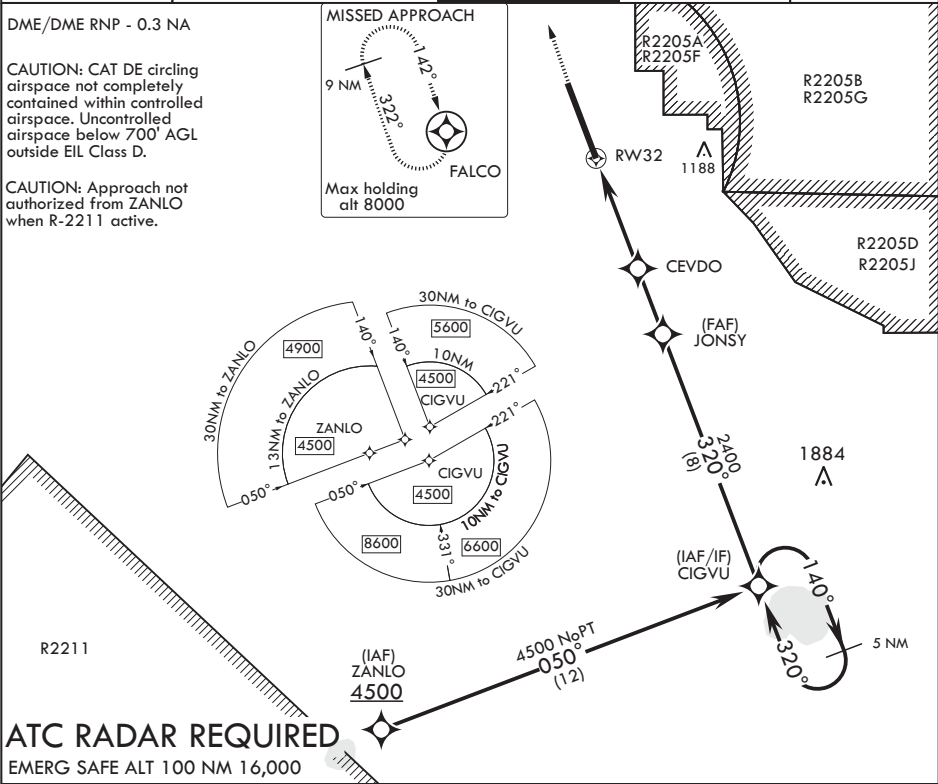 DME/DME RNP - 0.3 NA
CAUTION: CAT DE circling
airspace not completely
contained within controlled
airspace. Uncontrolled
airspace below 700' AGL
outside EIL Class D.
CAUTION: Approach not
authorized from ZANLO
when R-2211 active.
MISSED APPROACH
142°
9 NM
322°
FALCO
Max holding
alt 8000
R2205A
R2205F
R2205B
R2205G
RW32
1188
R2205D
R2205J
CEVDO
(FAF)
JONSY
30NM to ZANLO
4900
140°
13NM to ZANLO
ZANLO
4500
050°
30NM to CIGVU
5600
140°
10NM
4500
CIGVU
221°
221°
050°
CIGVU
4500
10NM to CIGVU
8600
331°
6600
30NM to CIGVU
2400
320°
(8)
1884
(IAF/IF)
CIGVU
140°
320°
5 NM
4500 NoPT
050°
(12)
R2211
(IAF)
ZANLO
4500
ATC RADAR REQUIRED
EMERG SAFE ALT 100 NM 16,000